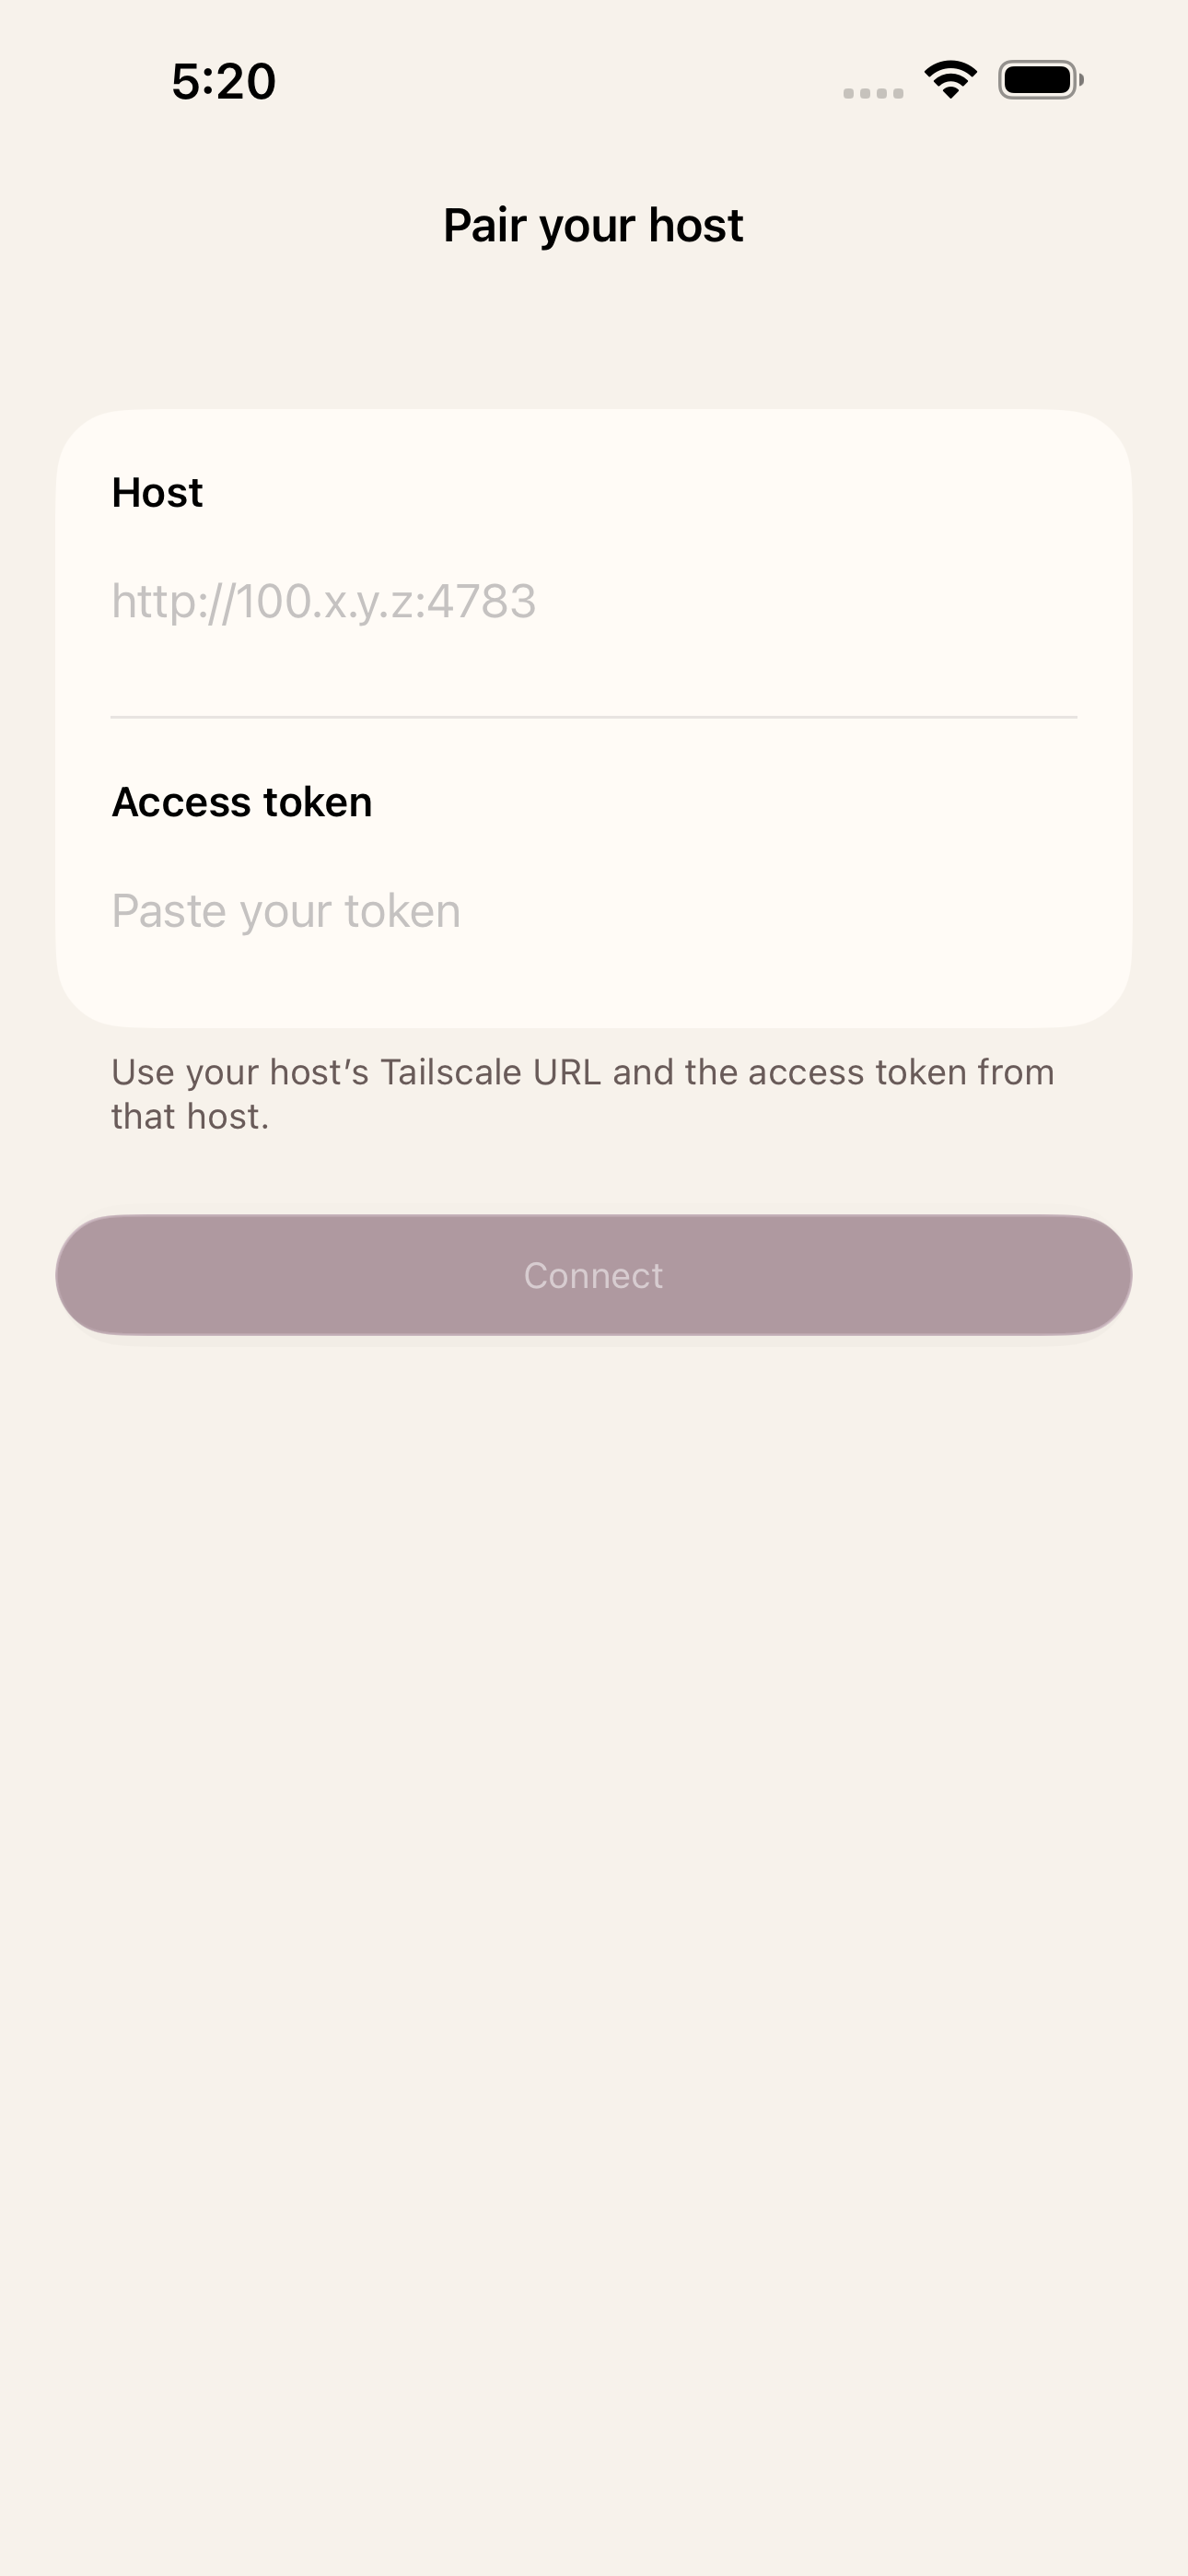 5:20
Pair your host
Host
http://100.x.y.z:4783
Access token
Paste your token
Use your host’s Tailscale URL and the access token from
that host.
Connect